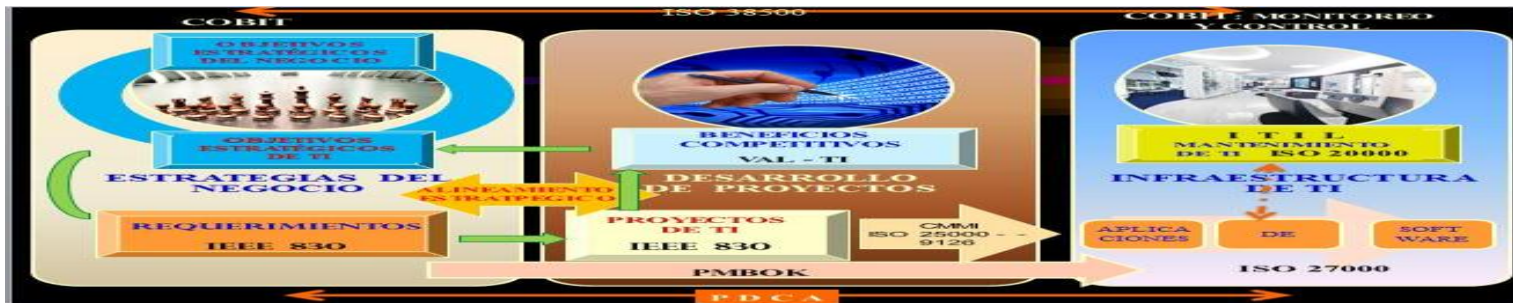 ISO 38500
COBIT
OBJETIVOS
ESTRATÉGICOS
DEL NEGOCIO
OBJETIVOS
ESTRATÉGICOS
DE TI
ESTRATEGIAS DEL
NEGOCIO
REQUERIMIENTOS
IEEE 830
ALINEAMIENTO
ESTRATPEGICO
BENEFICIOS
COMPETITIVOS
VAL - TI
DESARROLLO
DE PROYECTOS
PROYECTOS
DE TI
IEEE 830
CMMI
ISO 25000 - -
9126
PMBOK
COBIT : MONITOREO
Y CONTROL
I T I L
MANTENIMIENTO
DE TI ISO 20000
INFRAESTRUCTURA
DE TI
APLICA
CIONES
DE
SOFT
WARE
ISO 27000
P D C A